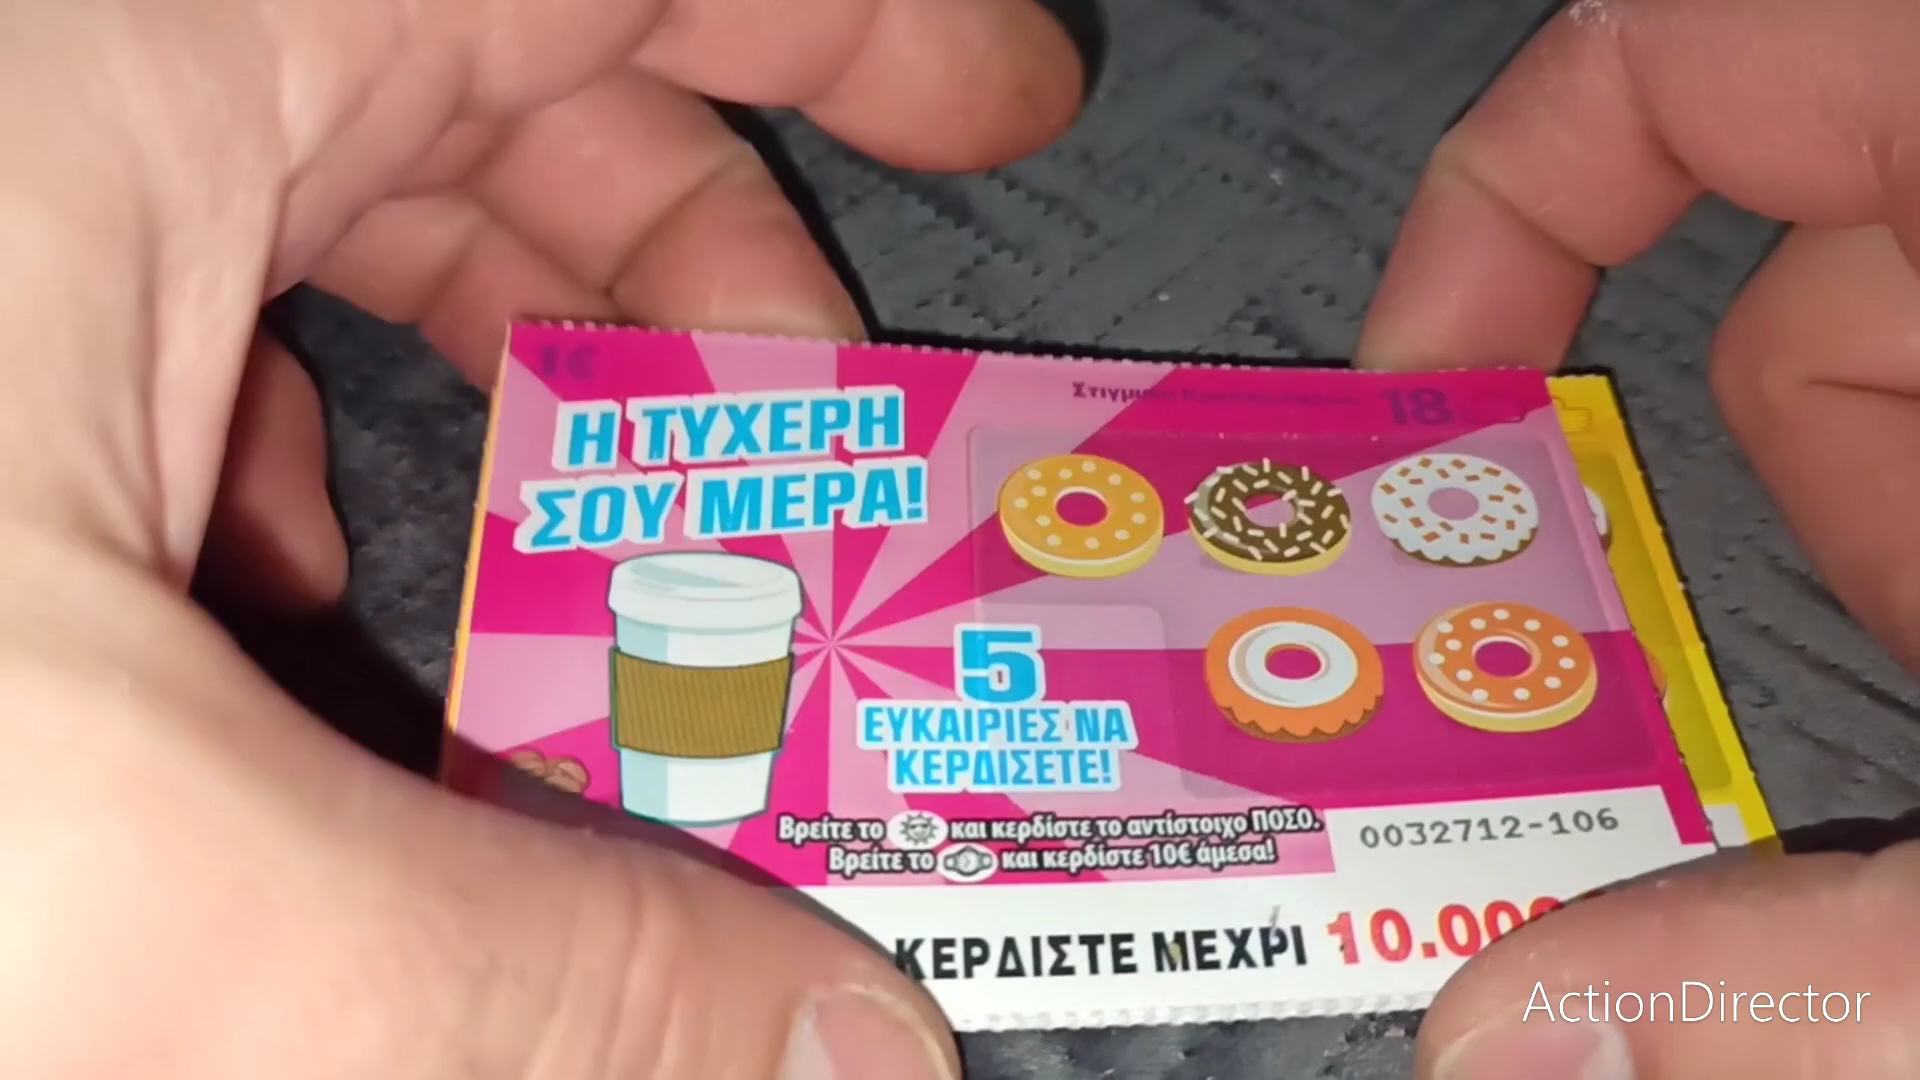 1€
18
Η ΤΥΧΕΡΗ
ΣΟΥ ΜΕΡΑ!
5
ΕΥΚΑΙΡΙΕΣ ΝΑ
ΚΕΡΔΙΣΕΤΕ!
Βρείτε το και κερδίστε το αντίστοιχο ΠΟΣΟ.
Βρείτε το και κερδίστε 10€ άμεσα!
0032712-106
ΚΕΡΔΙΣΤΕ ΜΕΧΡΙ 10.00
ActionDirector